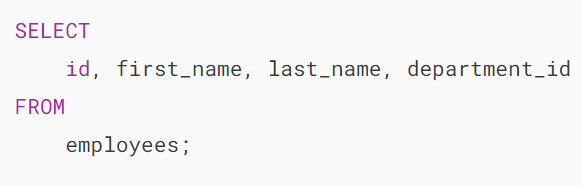 SELECT
id, first_name, last_name, department_id
FROM
employees;